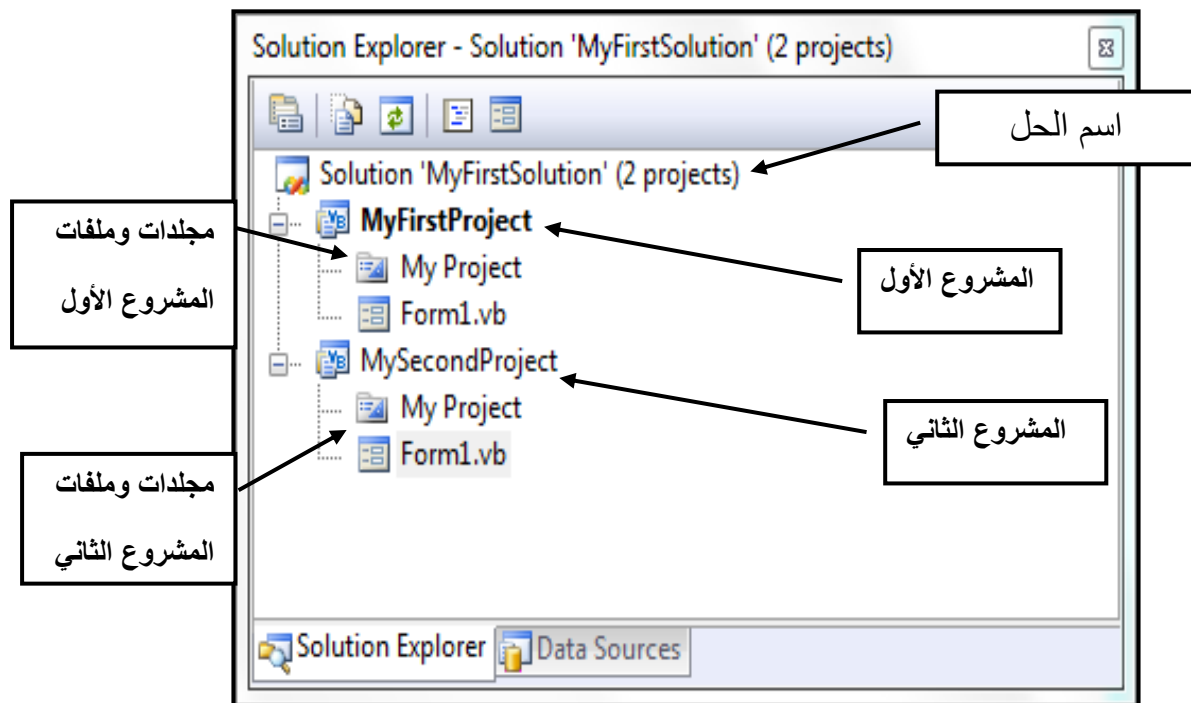 Solution Explorer - Solution 'MyFirstSolution' (2 projects)
اسم الحل
Solution 'MyFirstSolution' (2 projects)
MyFirstProject
مجلدات وملفات
المشروع الأول
My Project
المشروع الأول
Form1.vb
MySecondProject
My Project
المشروع الثاني
Form1.vb
مجلدات وملفات
المشروع الثاني
Solution Explorer
Data Sources